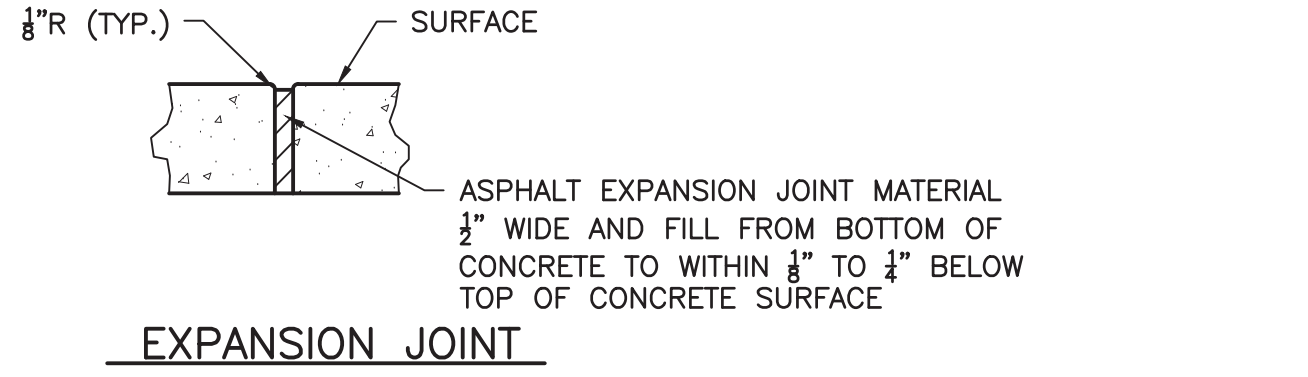 1/8"R (TYP.)
SURFACE
ASPHALT EXPANSION JOINT MATERIAL
1/2" WIDE AND FILL FROM BOTTOM OF
CONCRETE TO WITHIN 1/8" TO 1/4" BELOW
TOP OF CONCRETE SURFACE
EXPANSION JOINT